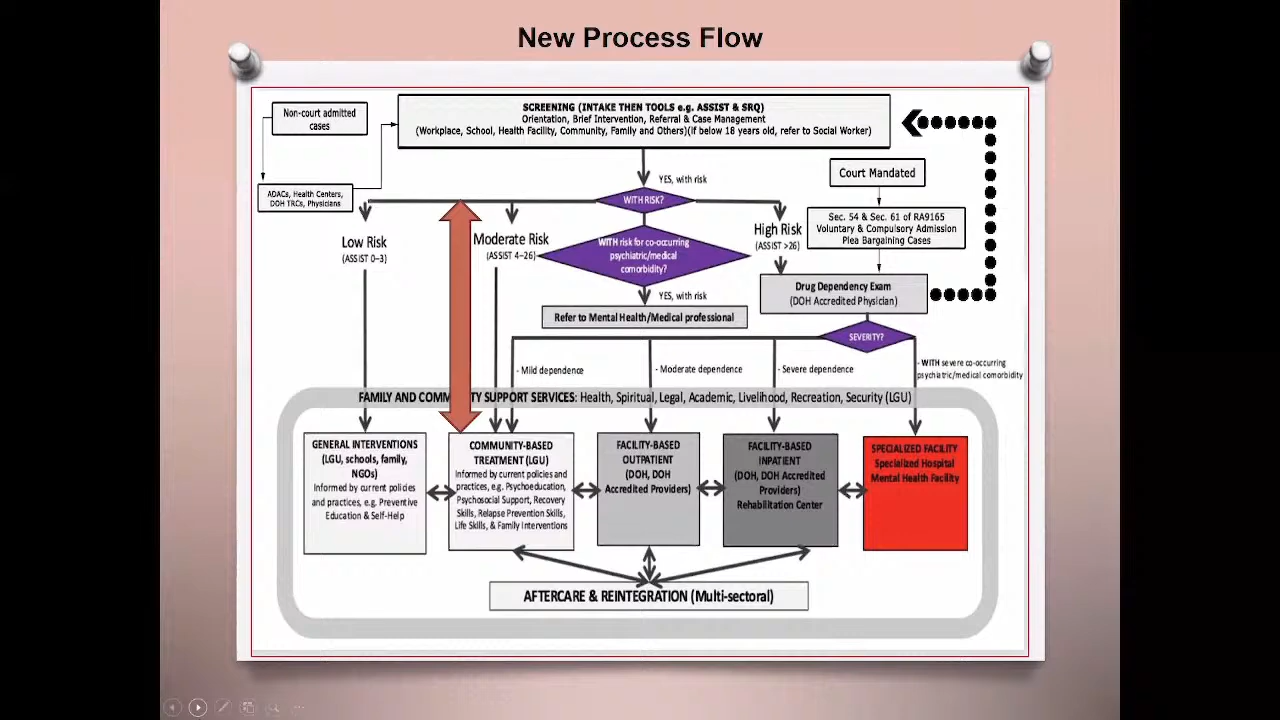 New Process Flow
Non-court admitted
cases
SCREENING (INTAKE THEN TOOLS e.g. ASSIST & SRQ)
Orientation, Brief Intervention, Referral & Case Management
(Workplace, School, Health Facility, Community, Family and Others)(if below 18 years old, refer to Social Worker)
ADACs, Health Centers,
DOH TRCs, Physicians
YES, with risk
WITH RISK?
Court Mandated
Sec. 54 & Sec. 61 of RA9165
Voluntary & Compulsory Admission
Plea Bargaining Cases
Low Risk
(ASSIST 0-3)
Moderate Risk
(ASSIST 4-26)
WITH risk for co-occurring
psychiatric/medical
comorbidity?
High Risk
(ASSIST >26)
YES, with risk
Refer to Mental Health/Medical professional
Drug Dependency Exam
(DOH Accredited Physician)
SEVERITY?
- Mild dependence
- Moderate dependence
- Severe dependence
- WITH severe co-occurring
psychiatric/medical comorbidity
FAMILY AND COMM Y SUPPORT SERVICES: Health, Spiritual, Legal, Academic, Livelihood, Recreation, Security (LGU)
GENERAL INTERVENTIONS
(LGU, schools, family,
NGOs)
Informed by current policies
and practices, e.g. Preventive
Education & Self-Help
COMMUNITY-BASED
TREATMENT (LGU)
Informed by current policies and
practices, e.g. Psychoeducation,
Psychosocial Support, Recovery
Skills, Relapse Prevention Skills,
Life Skills, & Family Interventions
FACILITY-BASED
OUTPATIENT
(DOH, DOH
Accredited Providers)
FACILITY-BASED
INPATIENT
(DOH, DOH Accredited
Providers)
Rehabilitation Center
SPECIALIZED FACILITY
Specialized Hospital
Mental Health Facility
AFTERCARE & REINTEGRATION (Multi-sectoral)